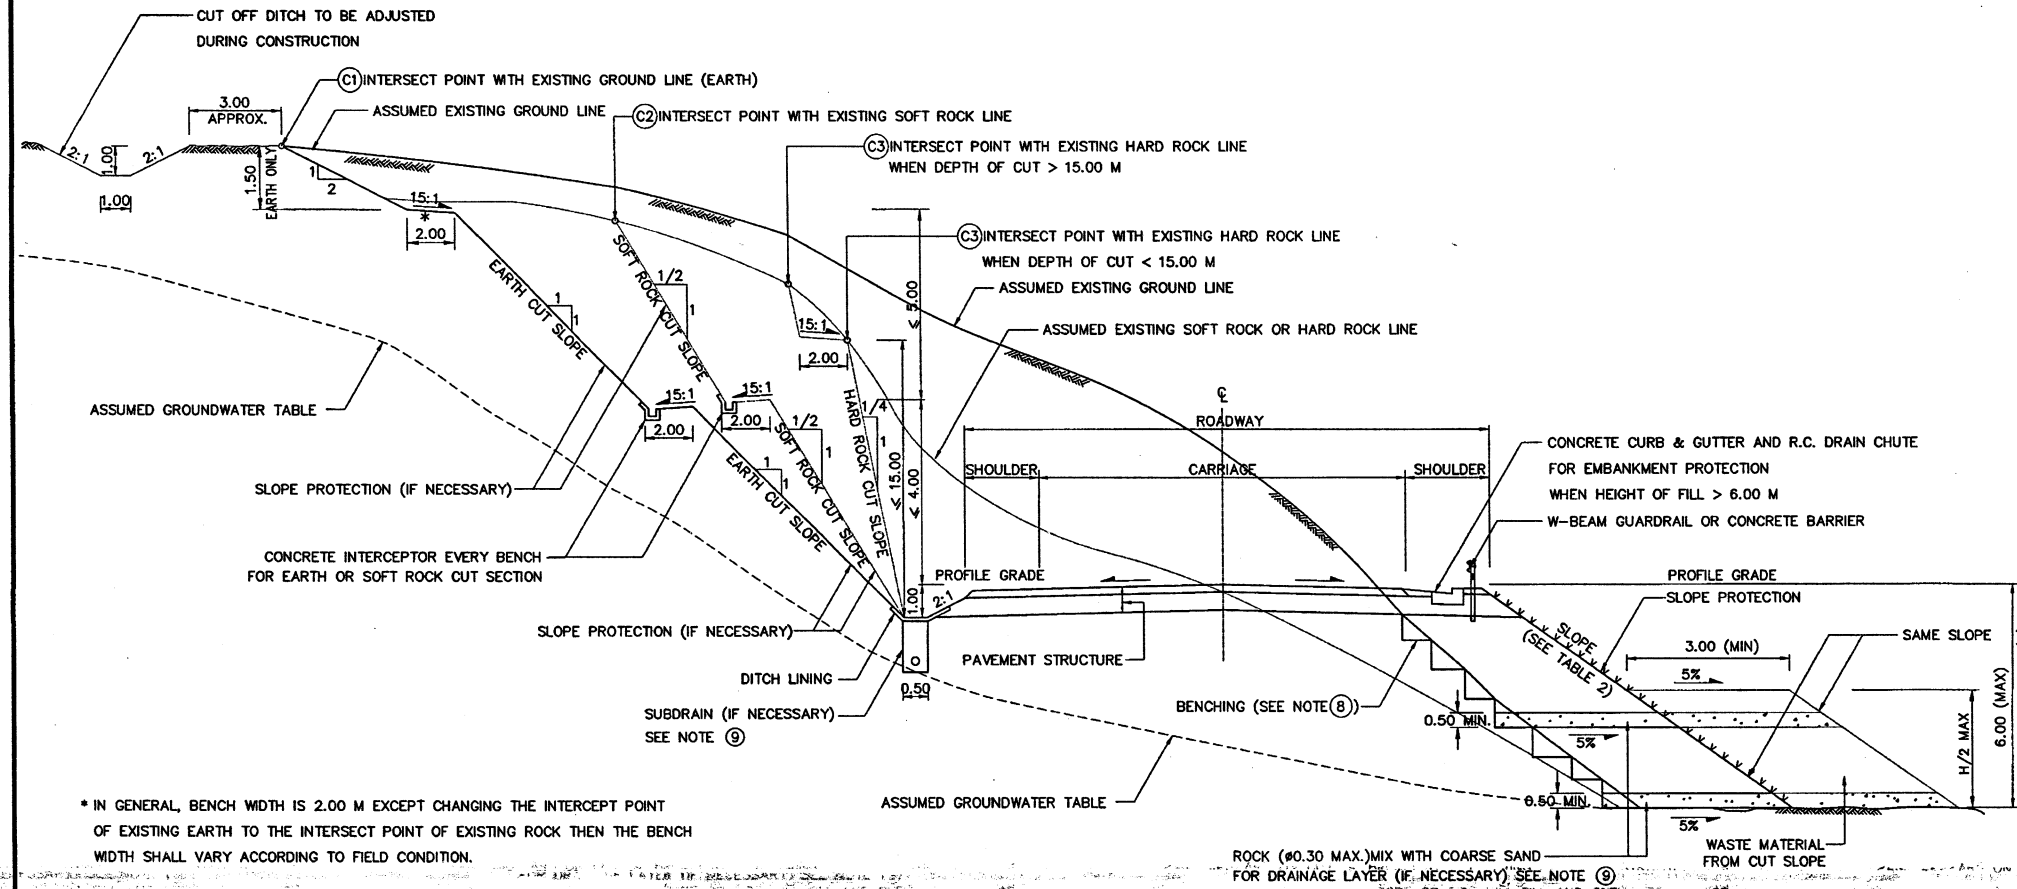 CUT OFF DITCH TO BE ADJUSTED
DURING CONSTRUCTION
C1 INTERSECT POINT WITH EXISTING GROUND LINE (EARTH)
3.00
APPROX.
ASSUMED EXISTING GROUND LINE
C2 INTERSECT POINT WITH EXISTING SOFT ROCK LINE
C3 INTERSECT POINT WITH EXISTING HARD ROCK LINE
WHEN DEPTH OF CUT > 15.00 M
2:1
1.00
2:1
1.00
1.50
EARTH ONLY
1
2
15:1
*
2.00
C3 INTERSECT POINT WITH EXISTING HARD ROCK LINE
WHEN DEPTH OF CUT < 15.00 M
ASSUMED EXISTING GROUND LINE
ASSUMED EXISTING SOFT ROCK OR HARD ROCK LINE
EARTH CUT SLOPE
1
1
SOFT ROCK CUT SLOPE
1/2
1
15:1
2.00
≤ 5.00
ASSUMED GROUNDWATER TABLE
15:1
2.00
15:1
2.00
HARD ROCK CUT SLOPE
1/4
1
≤ 15.00
≤ 4.00
℄
ROADWAY
SHOULDER
CARRIAGE
SHOULDER
CONCRETE CURB & GUTTER AND R.C. DRAIN CHUTE
FOR EMBANKMENT PROTECTION
WHEN HEIGHT OF FILL > 6.00 M
W-BEAM GUARDRAIL OR CONCRETE BARRIER
SLOPE PROTECTION (IF NECESSARY)
EARTH CUT SLOPE
1
1
SOFT ROCK CUT SLOPE
1/2
1
CONCRETE INTERCEPTOR EVERY BENCH
FOR EARTH OR SOFT ROCK CUT SECTION
PROFILE GRADE
1.00
2:1
PROFILE GRADE
SLOPE PROTECTION
SLOPE PROTECTION (IF NECESSARY)
PAVEMENT STRUCTURE
SLOPE
(SEE TABLE 2)
3.00 (MIN)
SAME SLOPE
DITCH LINING
0.50
SUBDRAIN (IF NECESSARY)
SEE NOTE 9
BENCHING (SEE NOTE 8)
5%
0.50 MIN.
5%
H/2 MAX
6.00 (MAX)
ASSUMED GROUNDWATER TABLE
0.50 MIN.
5%
WASTE MATERIAL
FROM CUT SLOPE
* IN GENERAL, BENCH WIDTH IS 2.00 M EXCEPT CHANGING THE INTERCEPT POINT
OF EXISTING EARTH TO THE INTERSECT POINT OF EXISTING ROCK THEN THE BENCH
WIDTH SHALL VARY ACCORDING TO FIELD CONDITION.
ROCK (ø0.30 MAX.)MIX WITH COARSE SAND
FOR DRAINAGE LAYER (IF NECESSARY) SEE NOTE 9